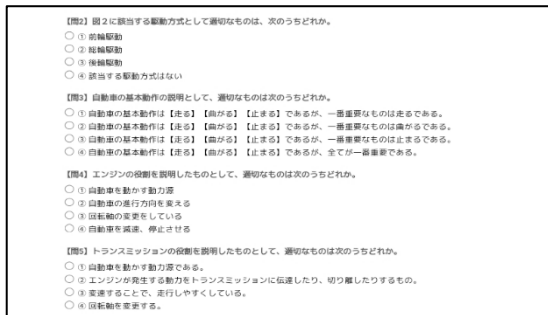 【問2】図2に該当する駆動方式として適切なものは、次のうちどれか。
① 前輪駆動
② 総輪駆動
③ 後輪駆動
④ 該当する駆動方式はない
【問3】自動車の基本動作の説明として、適切なものは次のうちどれか。
① 自動車の基本動作は【走る】【曲がる】【止まる】であるが、一番重要なものは走るである。
② 自動車の基本動作は【走る】【曲がる】【止まる】であるが、一番重要なものは曲がるである。
③ 自動車の基本動作は【走る】【曲がる】【止まる】であるが、一番重要なものは止まるである。
④ 自動車の基本動作は【走る】【曲がる】【止まる】であるが、全てが一番重要である。
【問4】エンジンの役割を説明したものとして、適切なものは次のうちどれか。
① 自動車を動かす動力源
② 自動車の進行方向を変える
③ 回転軸の変更をしている
④ 自動車を減速、停止させる
【問5】トランスミッションの役割を説明したものとして、適切なものは次のうちどれか。
① 自動車を動かす動力源である。
② エンジンが発生する動力をトランスミッションに伝達したり、切り離したりするもの。
③ 変速することで、走行しやすくしている。
④ 回転軸を変更する。